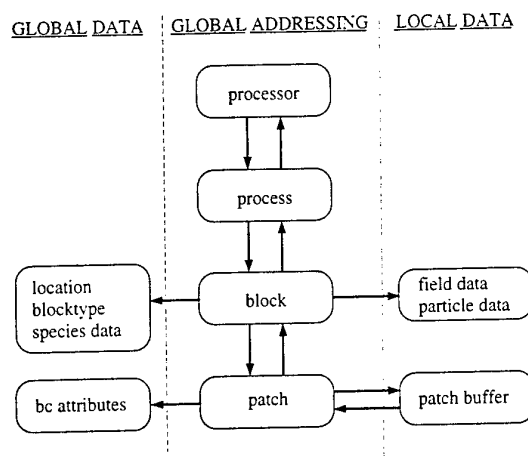 GLOBAL DATA
GLOBAL ADDRESSING
LOCAL DATA
processor
process
location
blocktype
species data
block
field data
particle data
bc attributes
patch
patch buffer